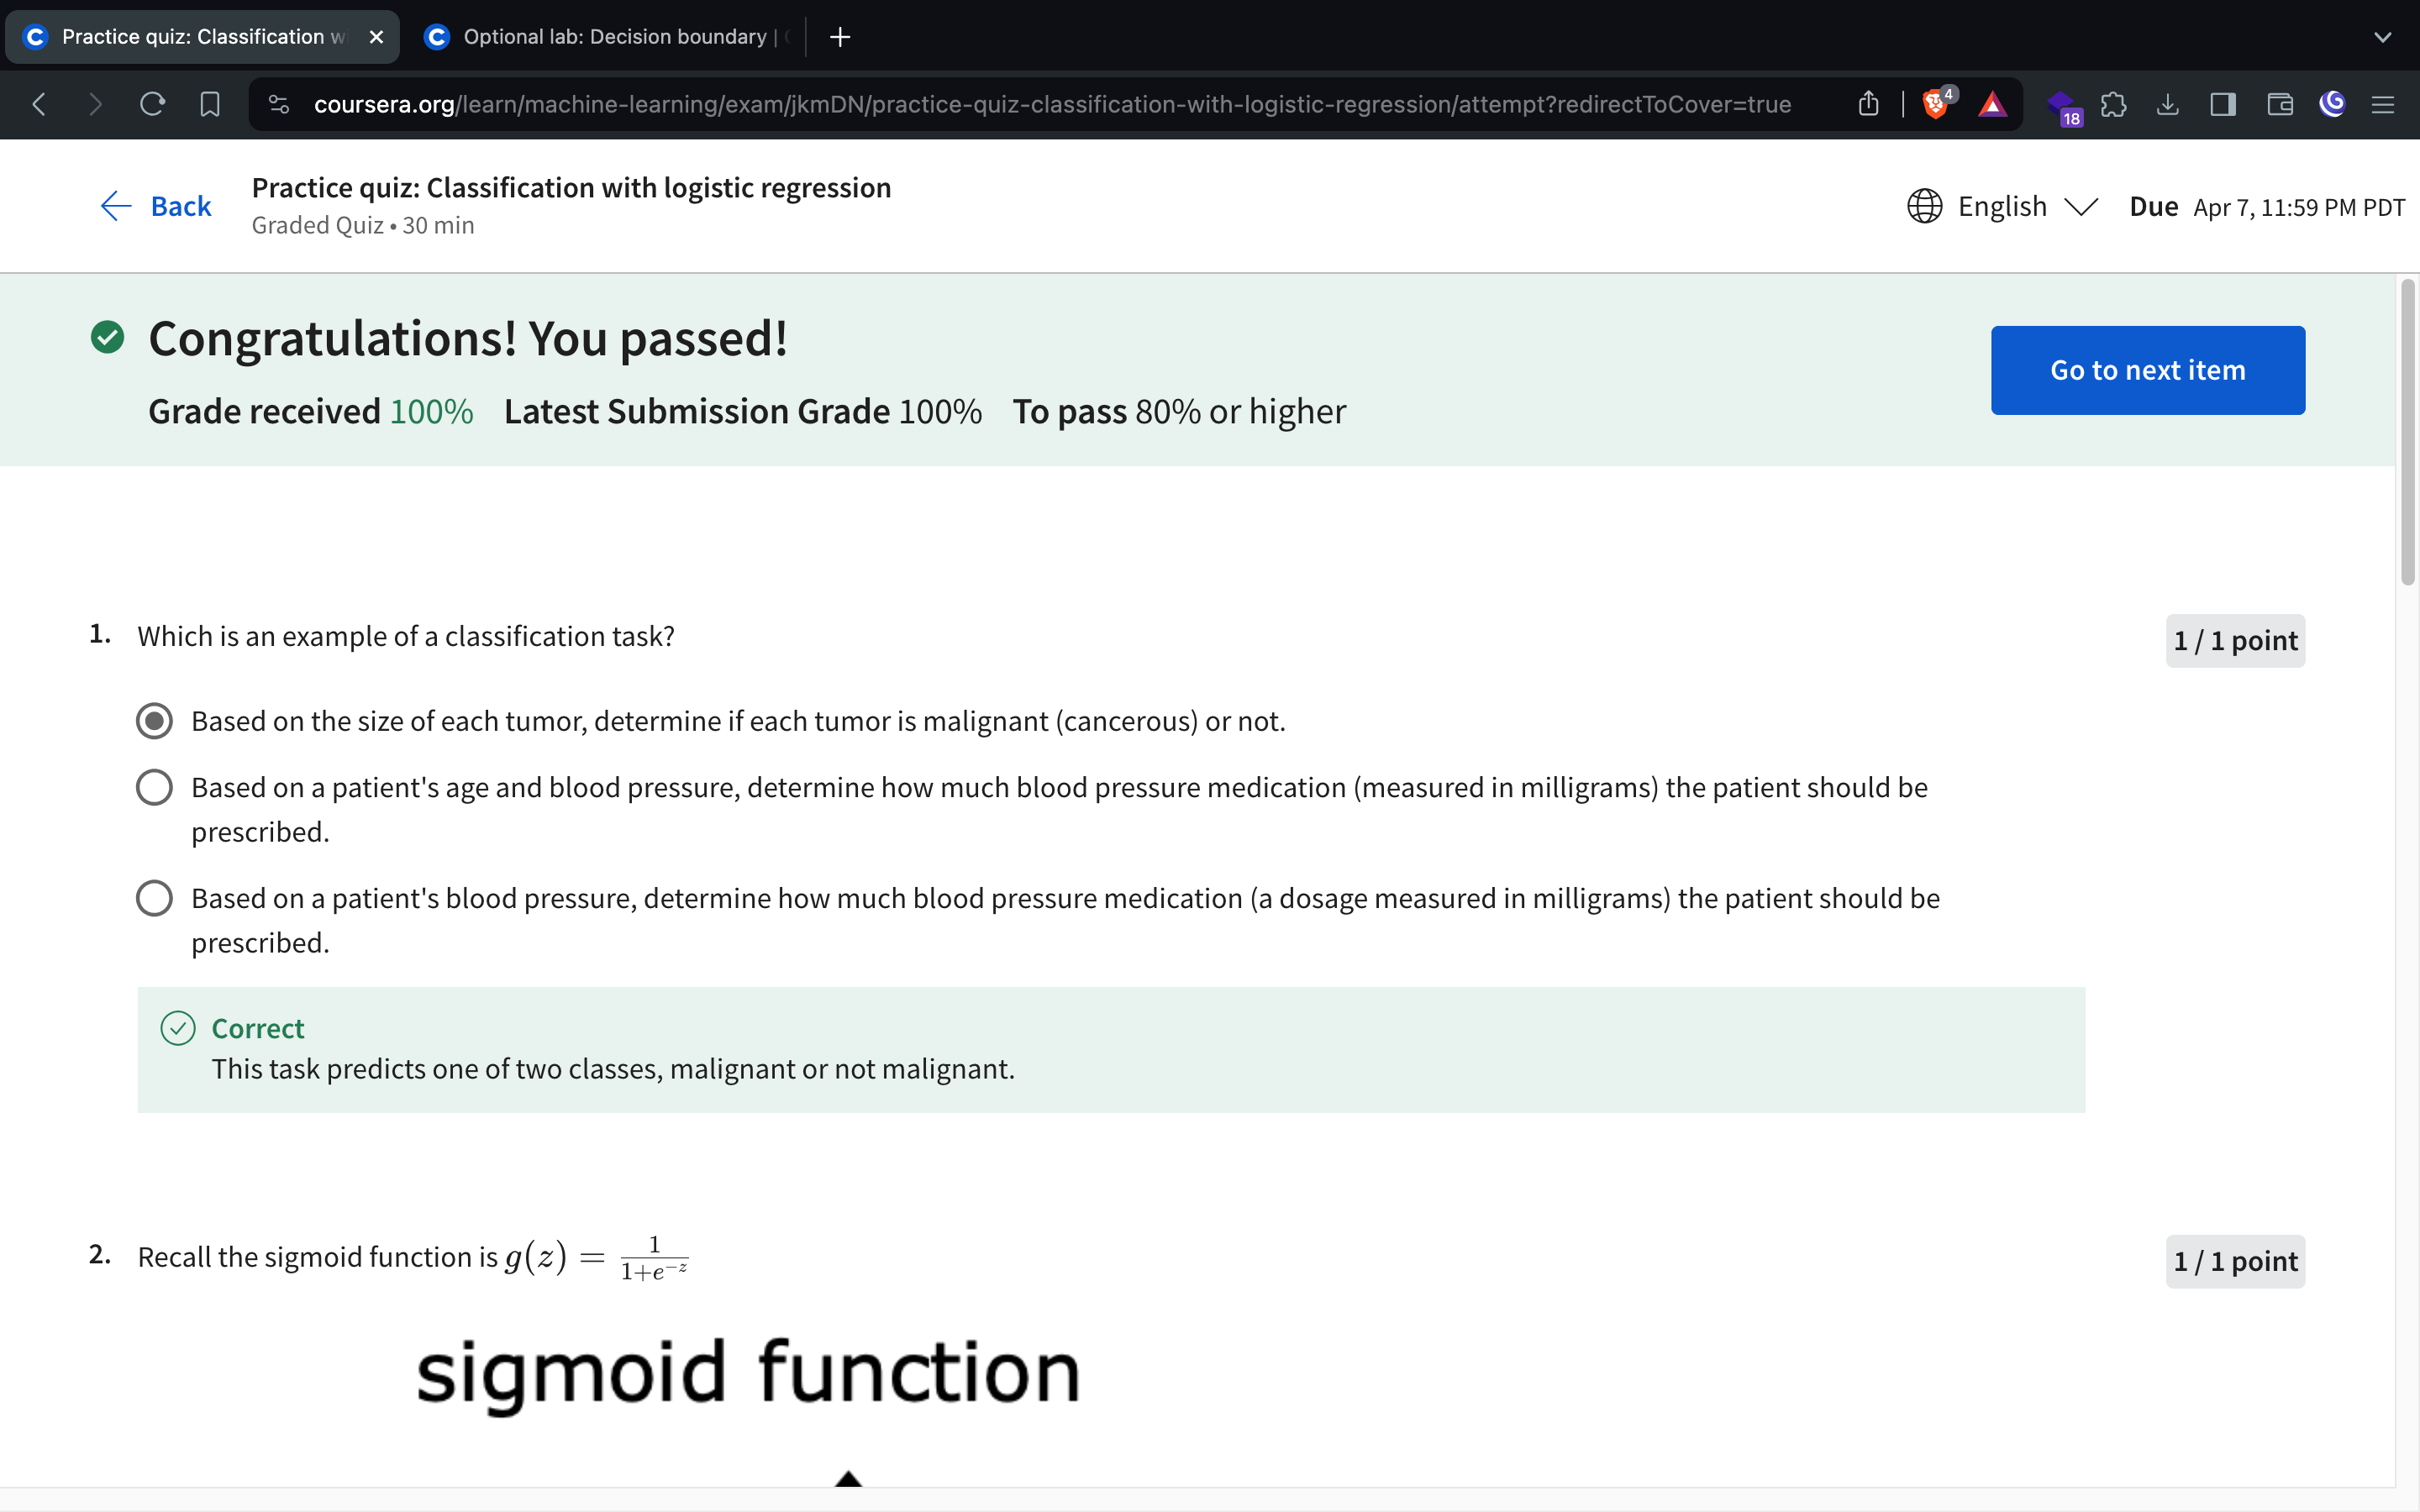 Practice quiz: Classification w
Optional lab: Decision boundary |
coursera.org/learn/machine-learning/exam/jkmDN/practice-quiz-classification-with-logistic-regression/attempt?redirectToCover=true
4
18
Back
Practice quiz: Classification with logistic regression
Graded Quiz • 30 min
English
Due Apr 7, 11:59 PM PDT
Congratulations! You passed!
Grade received 100% Latest Submission Grade 100% To pass 80% or higher
Go to next item
1. Which is an example of a classification task?
1 / 1 point
Based on the size of each tumor, determine if each tumor is malignant (cancerous) or not.
Based on a patient's age and blood pressure, determine how much blood pressure medication (measured in milligrams) the patient should be
prescribed.
Based on a patient's blood pressure, determine how much blood pressure medication (a dosage measured in milligrams) the patient should be
prescribed.
Correct
This task predicts one of two classes, malignant or not malignant.
2. Recall the sigmoid function is g(z) = 1/(1+e^−z)
1 / 1 point
sigmoid function